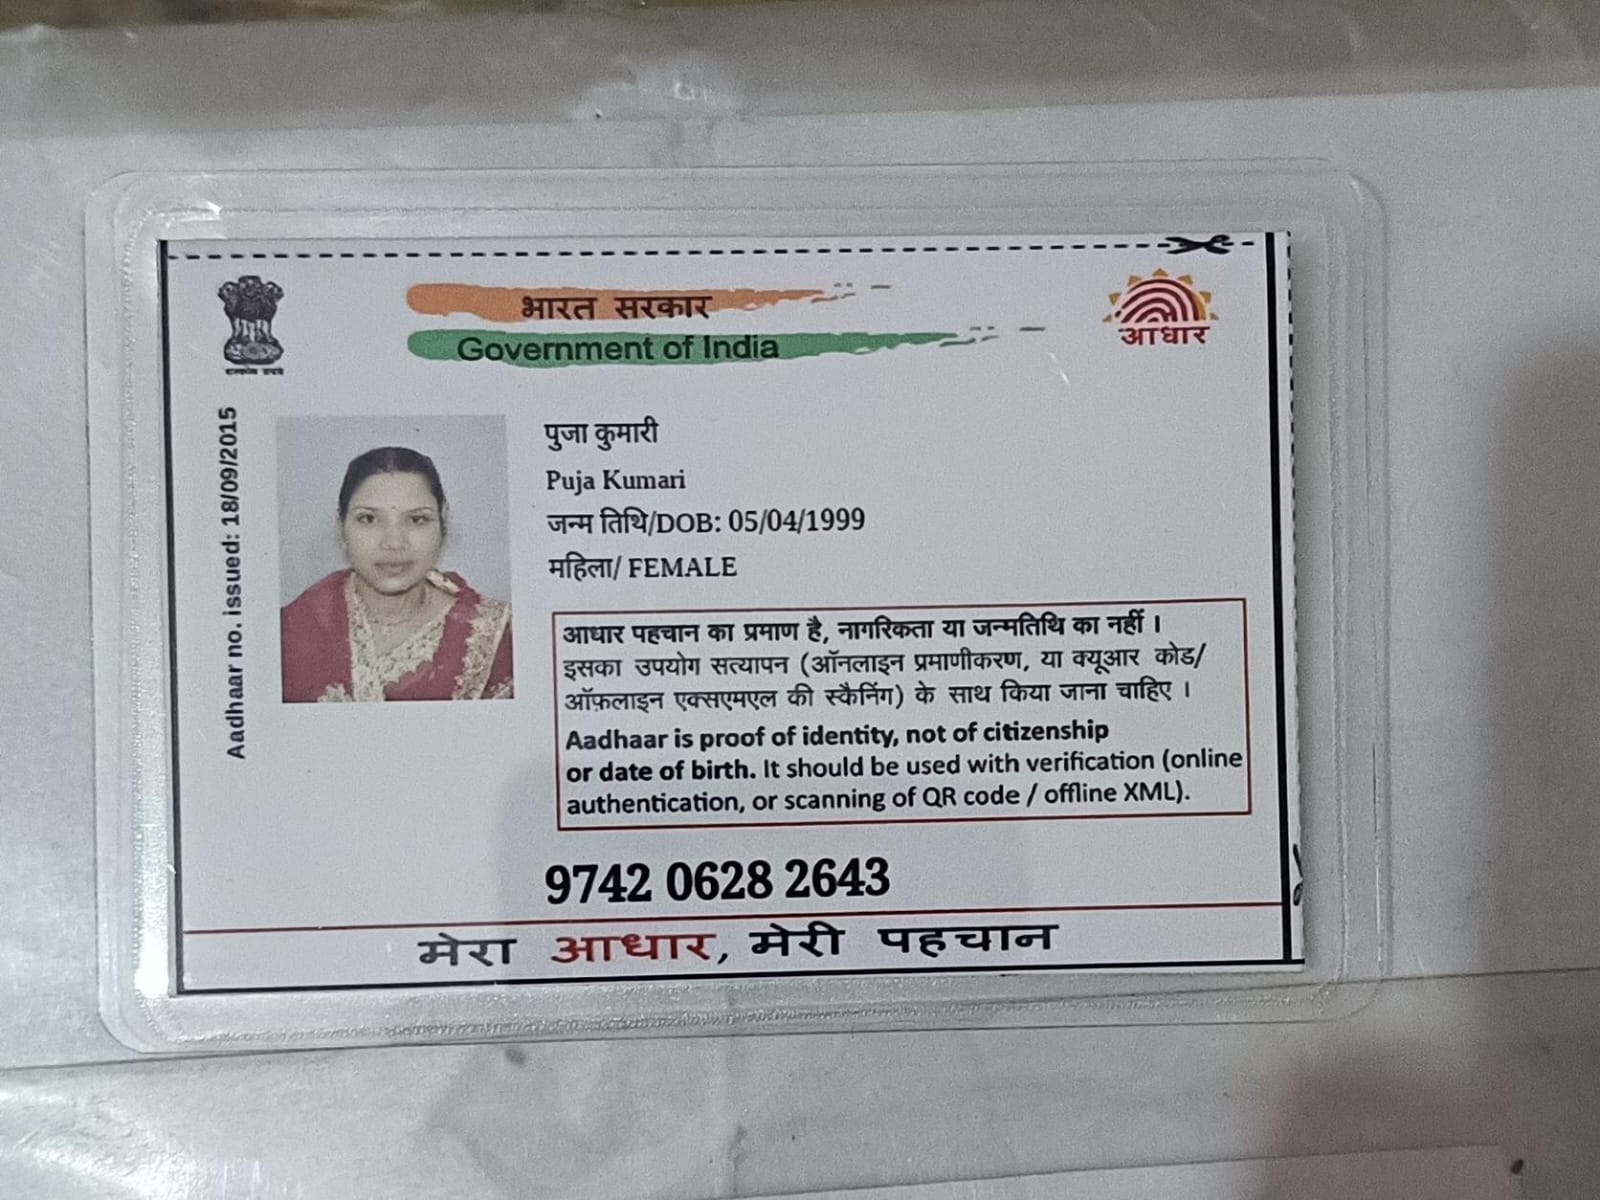 भारत सरकार
Government of India
आधार
Aadhaar no. issued: 18/09/2015
पुजा कुमारी
Puja Kumari
जन्म तिथि/DOB: 05/04/1999
महिला/ FEMALE
आधार पहचान का प्रमाण है, नागरिकता या जन्मतिथि का नहीं ।
इसका उपयोग सत्यापन (ऑनलाइन प्रमाणीकरण, या क्यूआर कोड/
ऑफ़लाइन एक्सएमएल की स्कैनिंग) के साथ किया जाना चाहिए ।
Aadhaar is proof of identity, not of citizenship
or date of birth. It should be used with verification (online
authentication, or scanning of QR code / offline XML).
9742 0628 2643
मेरा आधार, मेरी पहचान